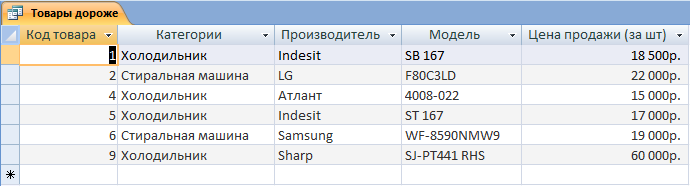 Товары дороже
Код товара Категории Производитель Модель Цена продажи (за шт)
1 Холодильник Indesit SB 167 18 500р.
2 Стиральная машина LG F80C3LD 22 000р.
4 Холодильник Атлант 4008-022 15 000р.
5 Холодильник Indesit ST 167 17 000р.
6 Стиральная машина Samsung WF-8590NMW9 19 000р.
9 Холодильник Sharp SJ-PT441 RHS 60 000р.